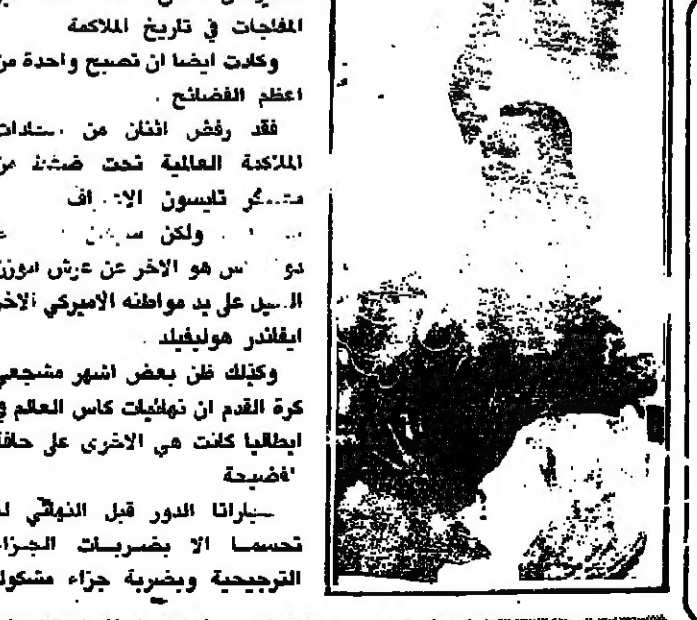 المفاجات في تاريخ الملاكمة
وكادت ايضا ان تصبح واحدة من
اعظم الفضائح .
فقد رفض اثنان من
الملاكمة العالمية تحت ضغط من
تايسون
ولكن
هو الاخر عن عرش الوزن
على يد مواطنه الاميركي الاخر
ايفاندر هوليفيلد .
وكذلك ظن بعض اشهر مشجعي
كرة القدم ان نهائيات كاس العالم في
ايطاليا كانت هي الاخرى على حافة
فضيحة
مباراتا الدور قبل النهائي لم
تحسما الا بضربات الجزاء
الترجيحية وبضربة جزاء مشكوك